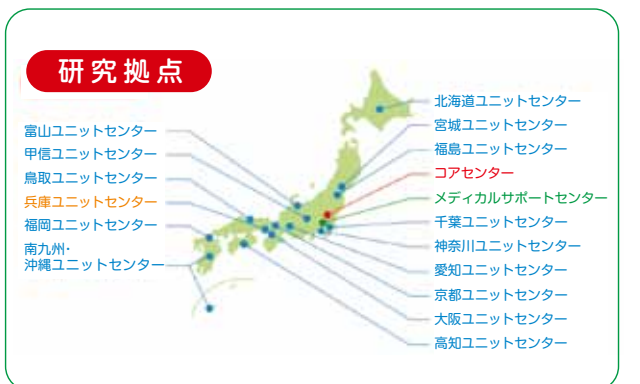 研究拠点
富山ユニットセンター
甲信ユニットセンター
鳥取ユニットセンター
兵庫ユニットセンター
福岡ユニットセンター
南九州・
沖縄ユニットセンター
北海道ユニットセンター
宮城ユニットセンター
福島ユニットセンター
コアセンター
メディカルサポートセンター
千葉ユニットセンター
神奈川ユニットセンター
愛知ユニットセンター
京都ユニットセンター
大阪ユニットセンター
高知ユニットセンター